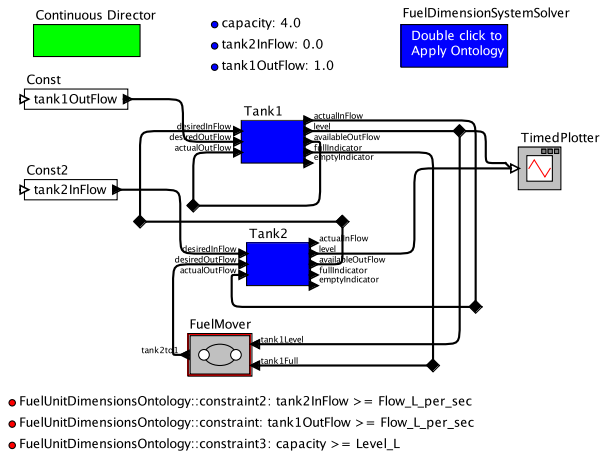 Continuous Director
capacity: 4.0
tank2InFlow: 0.0
tank1OutFlow: 1.0
FuelDimensionSystemSolver
Double click to
Apply Ontology
Const
tank1OutFlow
Const2
tank2InFlow
Tank1
desiredInFlow
desiredOutFlow
actualOutFlow
actualInFlow
level
availableOutFlow
fullIndicator
emptyIndicator
TimedPlotter
Tank2
desiredInFlow
desiredOutFlow
actualOutFlow
actualInFlow
level
availableOutFlow
fullIndicator
emptyIndicator
FuelMover
tank2to1
tank1Level
tank1Full
FuelUnitDimensionsOntology::constraint2: tank2InFlow >= Flow_L_per_sec
FuelUnitDimensionsOntology::constraint: tank1OutFlow >= Flow_L_per_sec
FuelUnitDimensionsOntology::constraint3: capacity >= Level_L